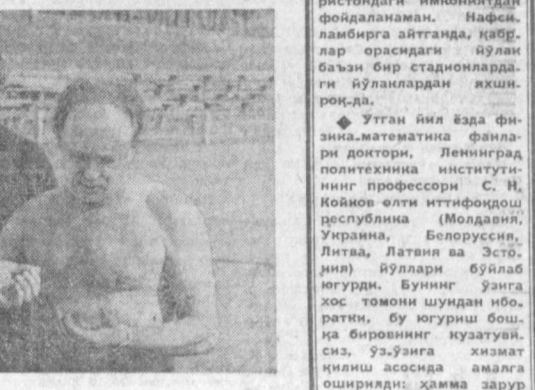 ристондаги имкониятдан
фойдаланаман. Нафси.
ламбирга айтганда, қабр.
лар орасидаги йўлак
баъзи бир стадионларда-
ги йўлаклардан яхши-
роқ-да.
◆ Ўтган йил ёзда фи-
зика-математика фанла-
ри доктори, Ленинград
политехника институти-
нинг профессори С. Н.
Койков олти иттифоқдош
республика (Молдавия,
Украина, Белоруссия,
Литва, Латвия ва Эсто-
ния) йўллари бўйлаб
югурди. Бунинг ўзига
хос томони шундан ибо-
ратки, бу югуриш бош-
қа бировнинг кузатуви-
сиз, ўз-ўзига хизмат
қилиш асосида амалга
оширилди: ҳамма зарур